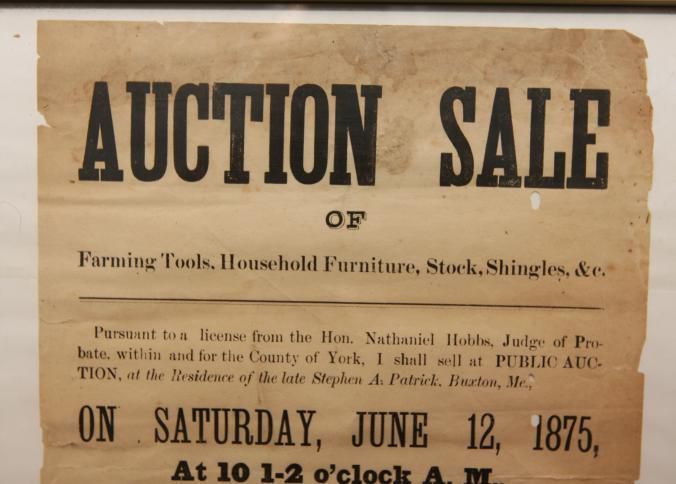 AUCTION SALE
OF
Farming Tools, Household Furniture, Stock, Shingles, &c.
Pursuant to a license from the Hon. Nathaniel Hobbs, Judge of Pro-
bate, within and for the County of York, I shall sell at PUBLIC AUC-
TION, at the Residence of the late Stephen A. Patrick, Buxton, Me.,
ON SATURDAY, JUNE 12, 1875,
At 10 1-2 o'clock A. M.,